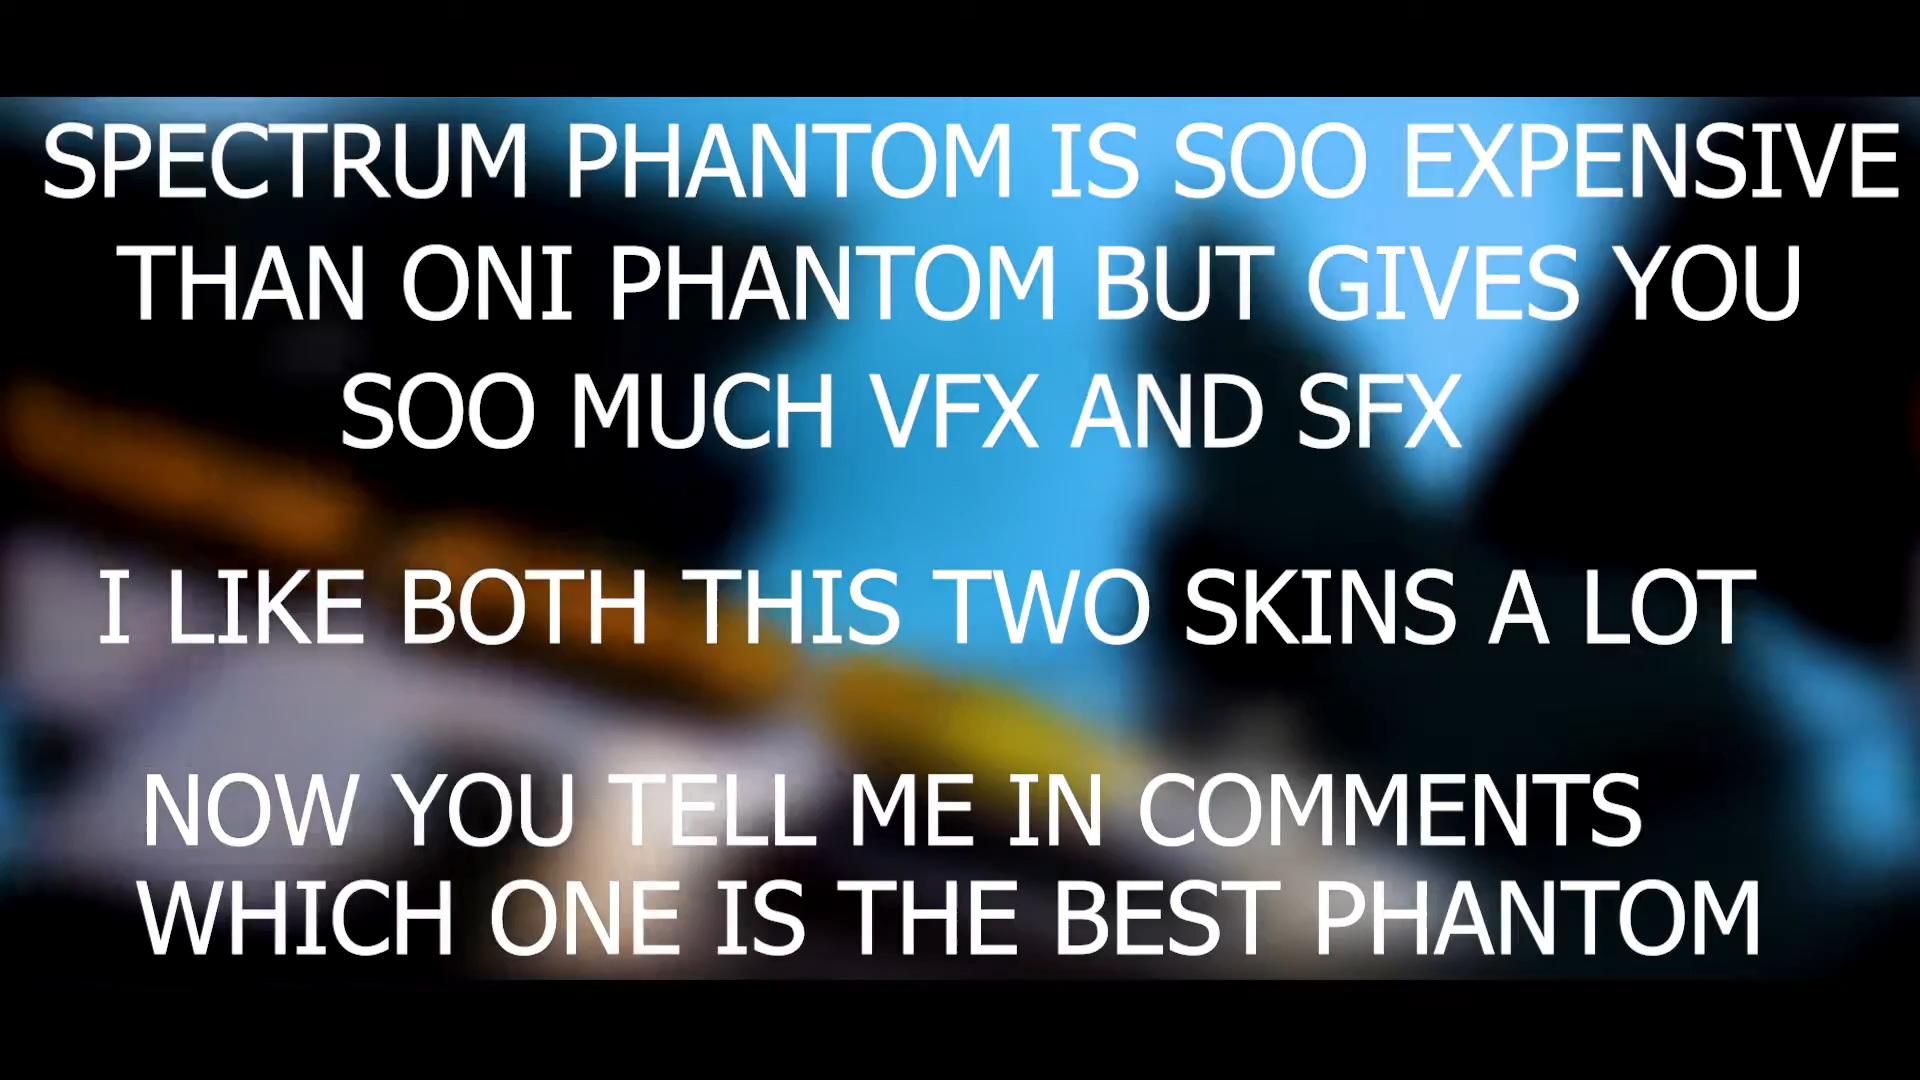 SPECTRUM PHANTOM IS SOO EXPENSIVE
THAN ONI PHANTOM BUT GIVES YOU
SOO MUCH VFX AND SFX
I LIKE BOTH THIS TWO SKINS A LOT
NOW YOU TELL ME IN COMMENTS
WHICH ONE IS THE BEST PHANTOM